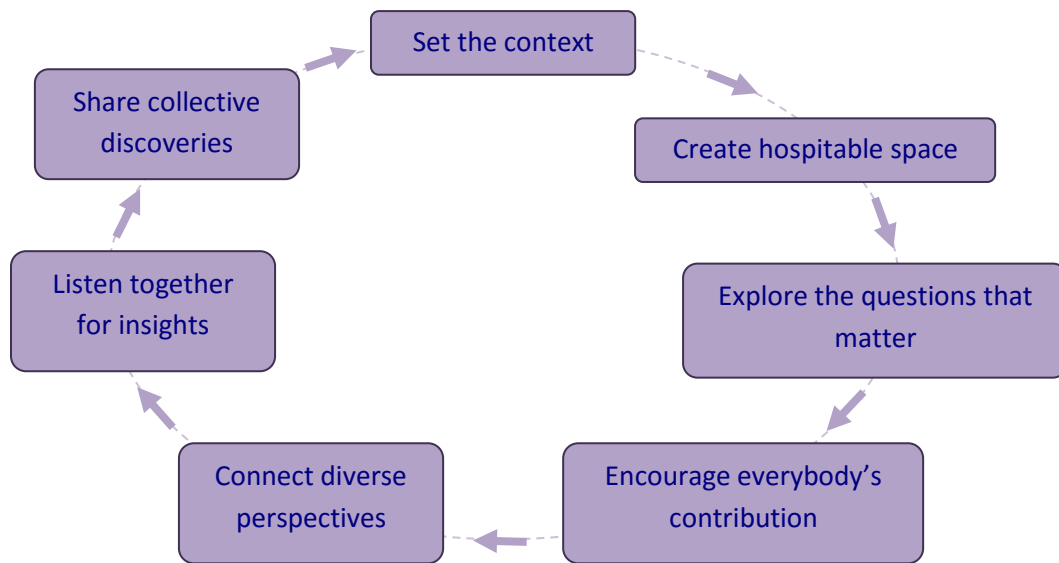 Set the context
Create hospitable space
Explore the questions that
matter
Encourage everybody’s
contribution
Connect diverse
perspectives
Listen together
for insights
Share collective
discoveries